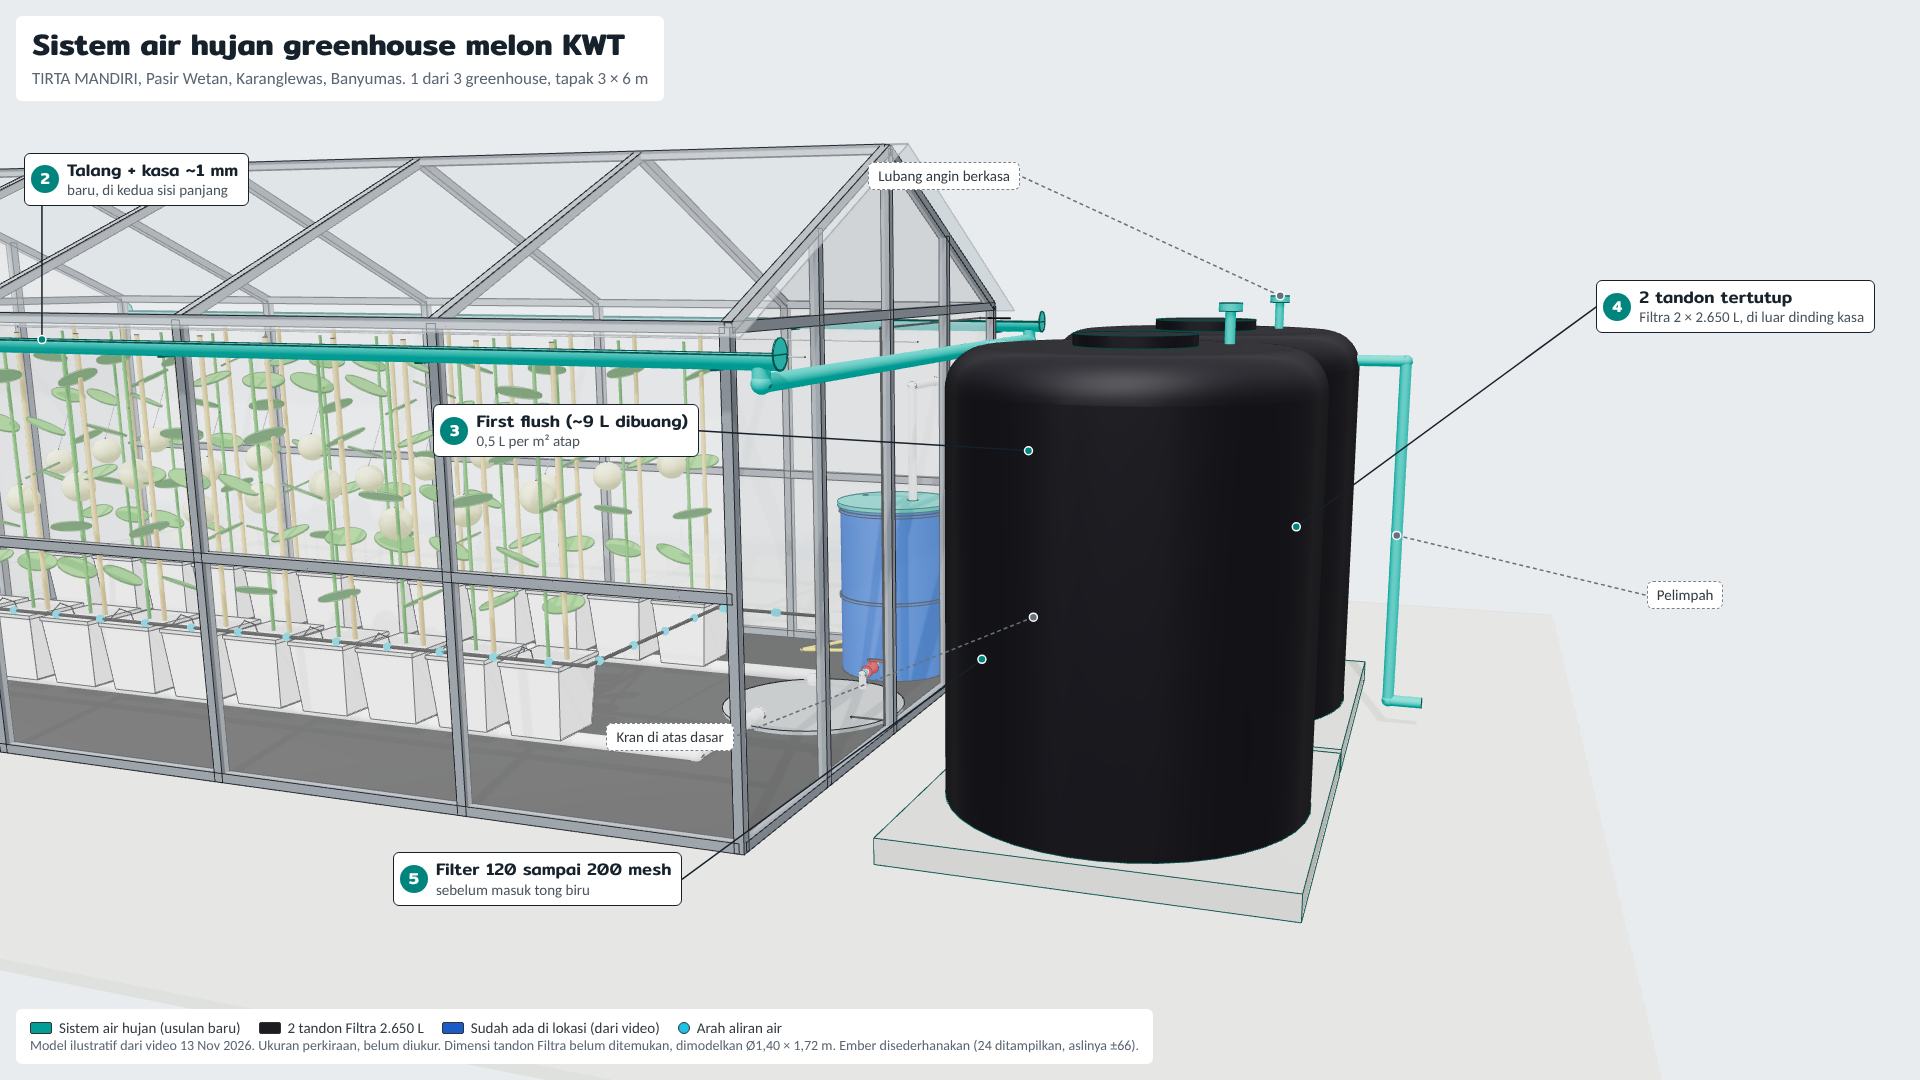 Sistem air hujan greenhouse melon KWT
TIRTA MANDIRI, Pasir Wetan, Karanglewas, Banyumas. 1 dari 3 greenhouse, tapak 3 × 6 m
2
Talang + kasa ~1 mm
baru, di kedua sisi panjang
Lubang angin berkasa
4
2 tandon tertutup
Filtra 2 × 2.650 L, di luar dinding kasa
3
First flush (~9 L dibuang)
0,5 L per m² atap
Pelimpah
Kran di atas dasar
5
Filter 120 sampai 200 mesh
sebelum masuk tong biru
Sistem air hujan (usulan baru)
2 tandon Filtra 2.650 L
Sudah ada di lokasi (dari video)
Arah aliran air
Model ilustratif dari video 13 Nov 2026. Ukuran perkiraan, belum diukur. Dimensi tandon Filtra belum ditemukan, dimodelkan Ø1,40 × 1,72 m. Ember disederhanakan (24 ditampilkan, aslinya ±66).